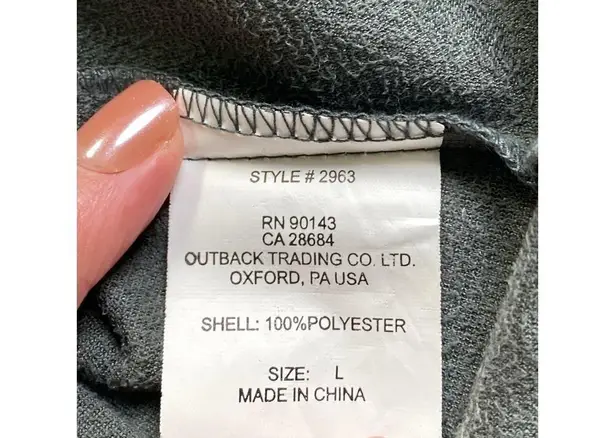 STYLE # 2963
RN 90143
CA 28684
OUTBACK TRADING CO. LTD.
OXFORD, PA USA
SHELL: 100%POLYESTER
SIZE: L
MADE IN CHINA